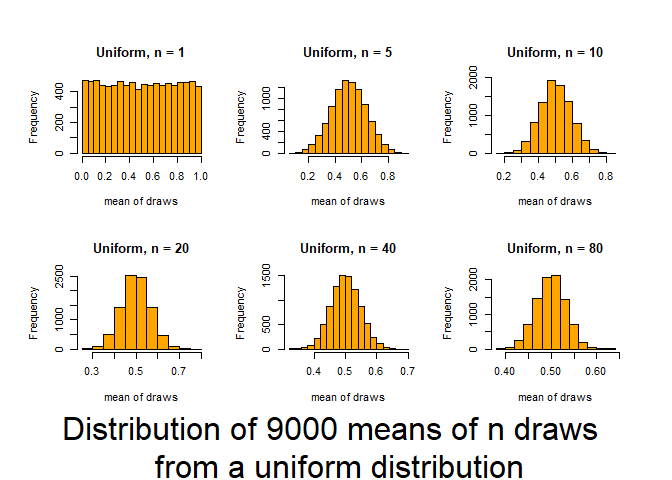 Uniform, n = 1
Uniform, n = 5
Uniform, n = 10
Frequency
0 200 400
0.0 0.2 0.4 0.6 0.8 1.0
mean of draws
Frequency
0 400 1000
0.2 0.4 0.6 0.8
mean of draws
Frequency
0 1000 2000
0.2 0.4 0.6 0.8
mean of draws
Uniform, n = 20
Uniform, n = 40
Uniform, n = 80
Frequency
0 1000 2500
0.3 0.5 0.7
mean of draws
Frequency
0 500 1500
0.4 0.5 0.6 0.7
mean of draws
Frequency
0 1000 2000
0.40 0.50 0.60
mean of draws
Distribution of 9000 means of n draws
from a uniform distribution